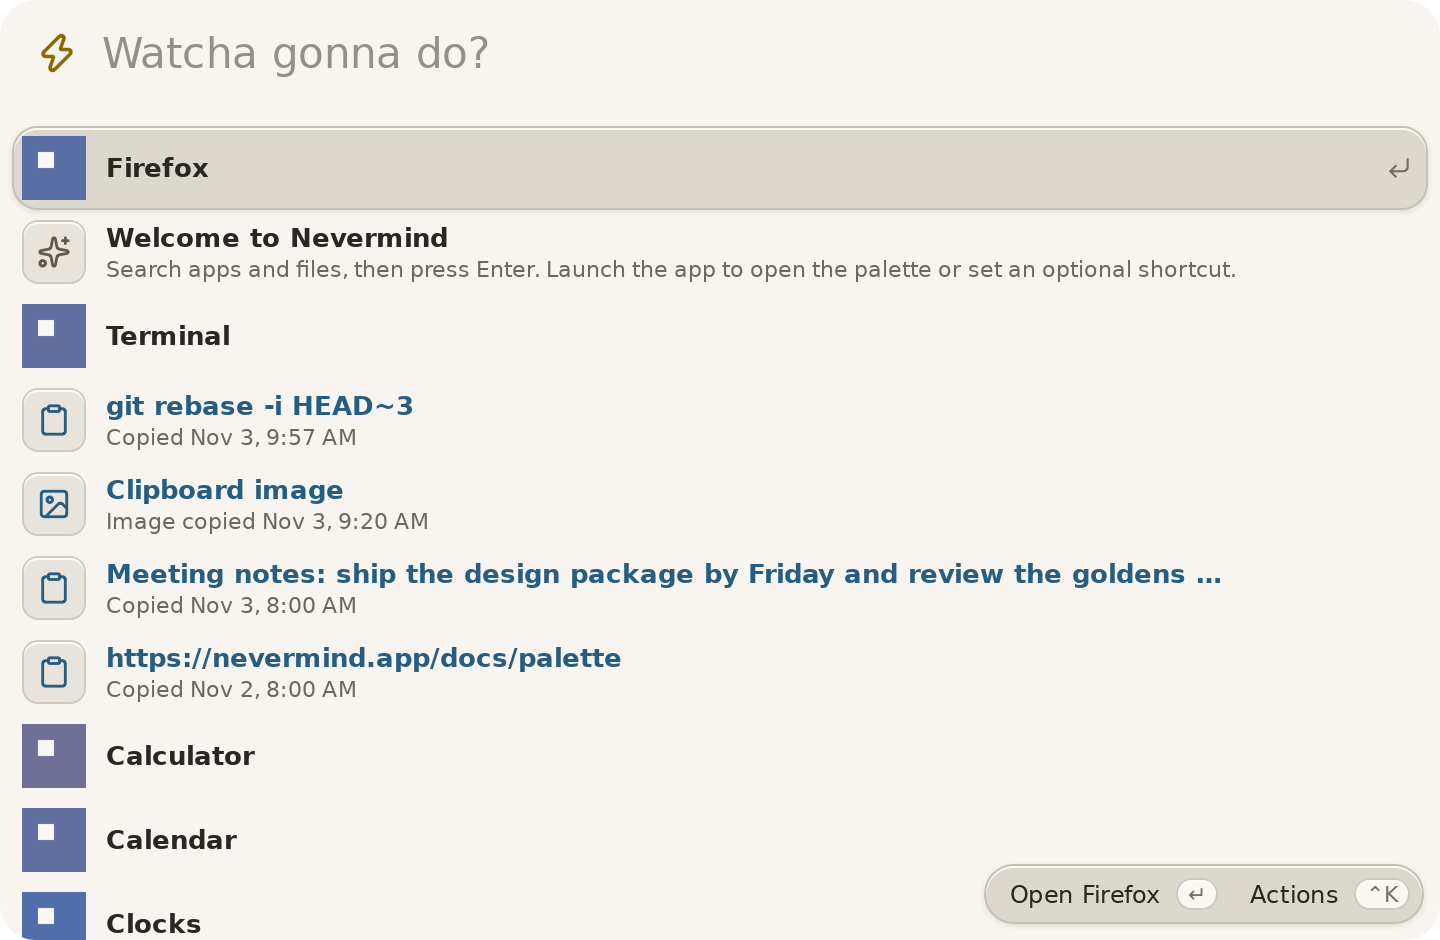 Watcha gonna do?
Firefox
Welcome to Nevermind
Search apps and files, then press Enter. Launch the app to open the palette or set an optional shortcut.
Terminal
git rebase -i HEAD~3
Copied Nov 3, 9:57 AM
Clipboard image
Image copied Nov 3, 9:20 AM
Meeting notes: ship the design package by Friday and review the goldens ...
Copied Nov 3, 8:00 AM
https://nevermind.app/docs/palette
Copied Nov 2, 8:00 AM
Calculator
Calendar
Clocks
Open Firefox ↵ Actions ^K